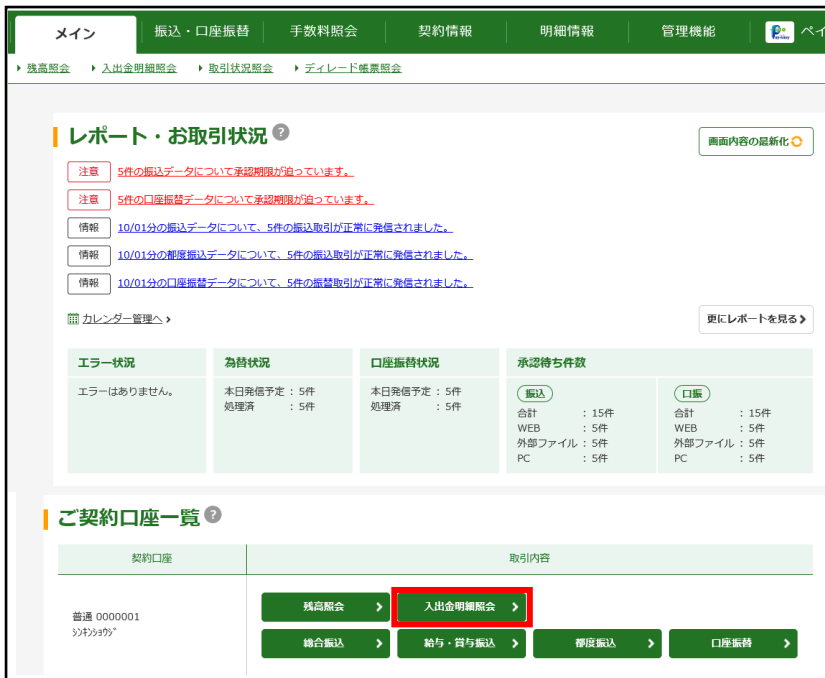 メイン 振込・口座振替 手数料照会 契約情報 明細情報 管理機能 ペイ
残高照会 入出金明細照会 取引状況照会 ディレード帳票照会
レポート・お取引状況 ?
画面内容の最新化
注意 5件の振込データについて承認期限が迫っています。
注意 5件の口座振替データについて承認期限が迫っています。
情報 10/01分の振込データについて、5件の振込取引が正常に発信されました。
情報 10/01分の都度振込データについて、5件の振込取引が正常に発信されました。
情報 10/01分の口座振替データについて、5件の振替取引が正常に発信されました。
カレンダー管理へ
更にレポートを見る
エラー状況 為替状況 口座振替状況 承認待ち件数
エラーはありません。 本日発信予定 : 5件 本日発信予定 : 5件 振込 口振
処理済 : 5件 処理済 : 5件 合計 : 15件 合計 : 15件
WEB : 5件 WEB : 5件
外部ファイル : 5件 外部ファイル : 5件
PC : 5件 PC : 5件
ご契約口座一覧 ?
契約口座 取引内容
残高照会 入出金明細照会
普通 0000001
ｼﾝｷﾝｼｮｳｼﾞ
総合振込 給与・賞与振込 都度振込 口座振替